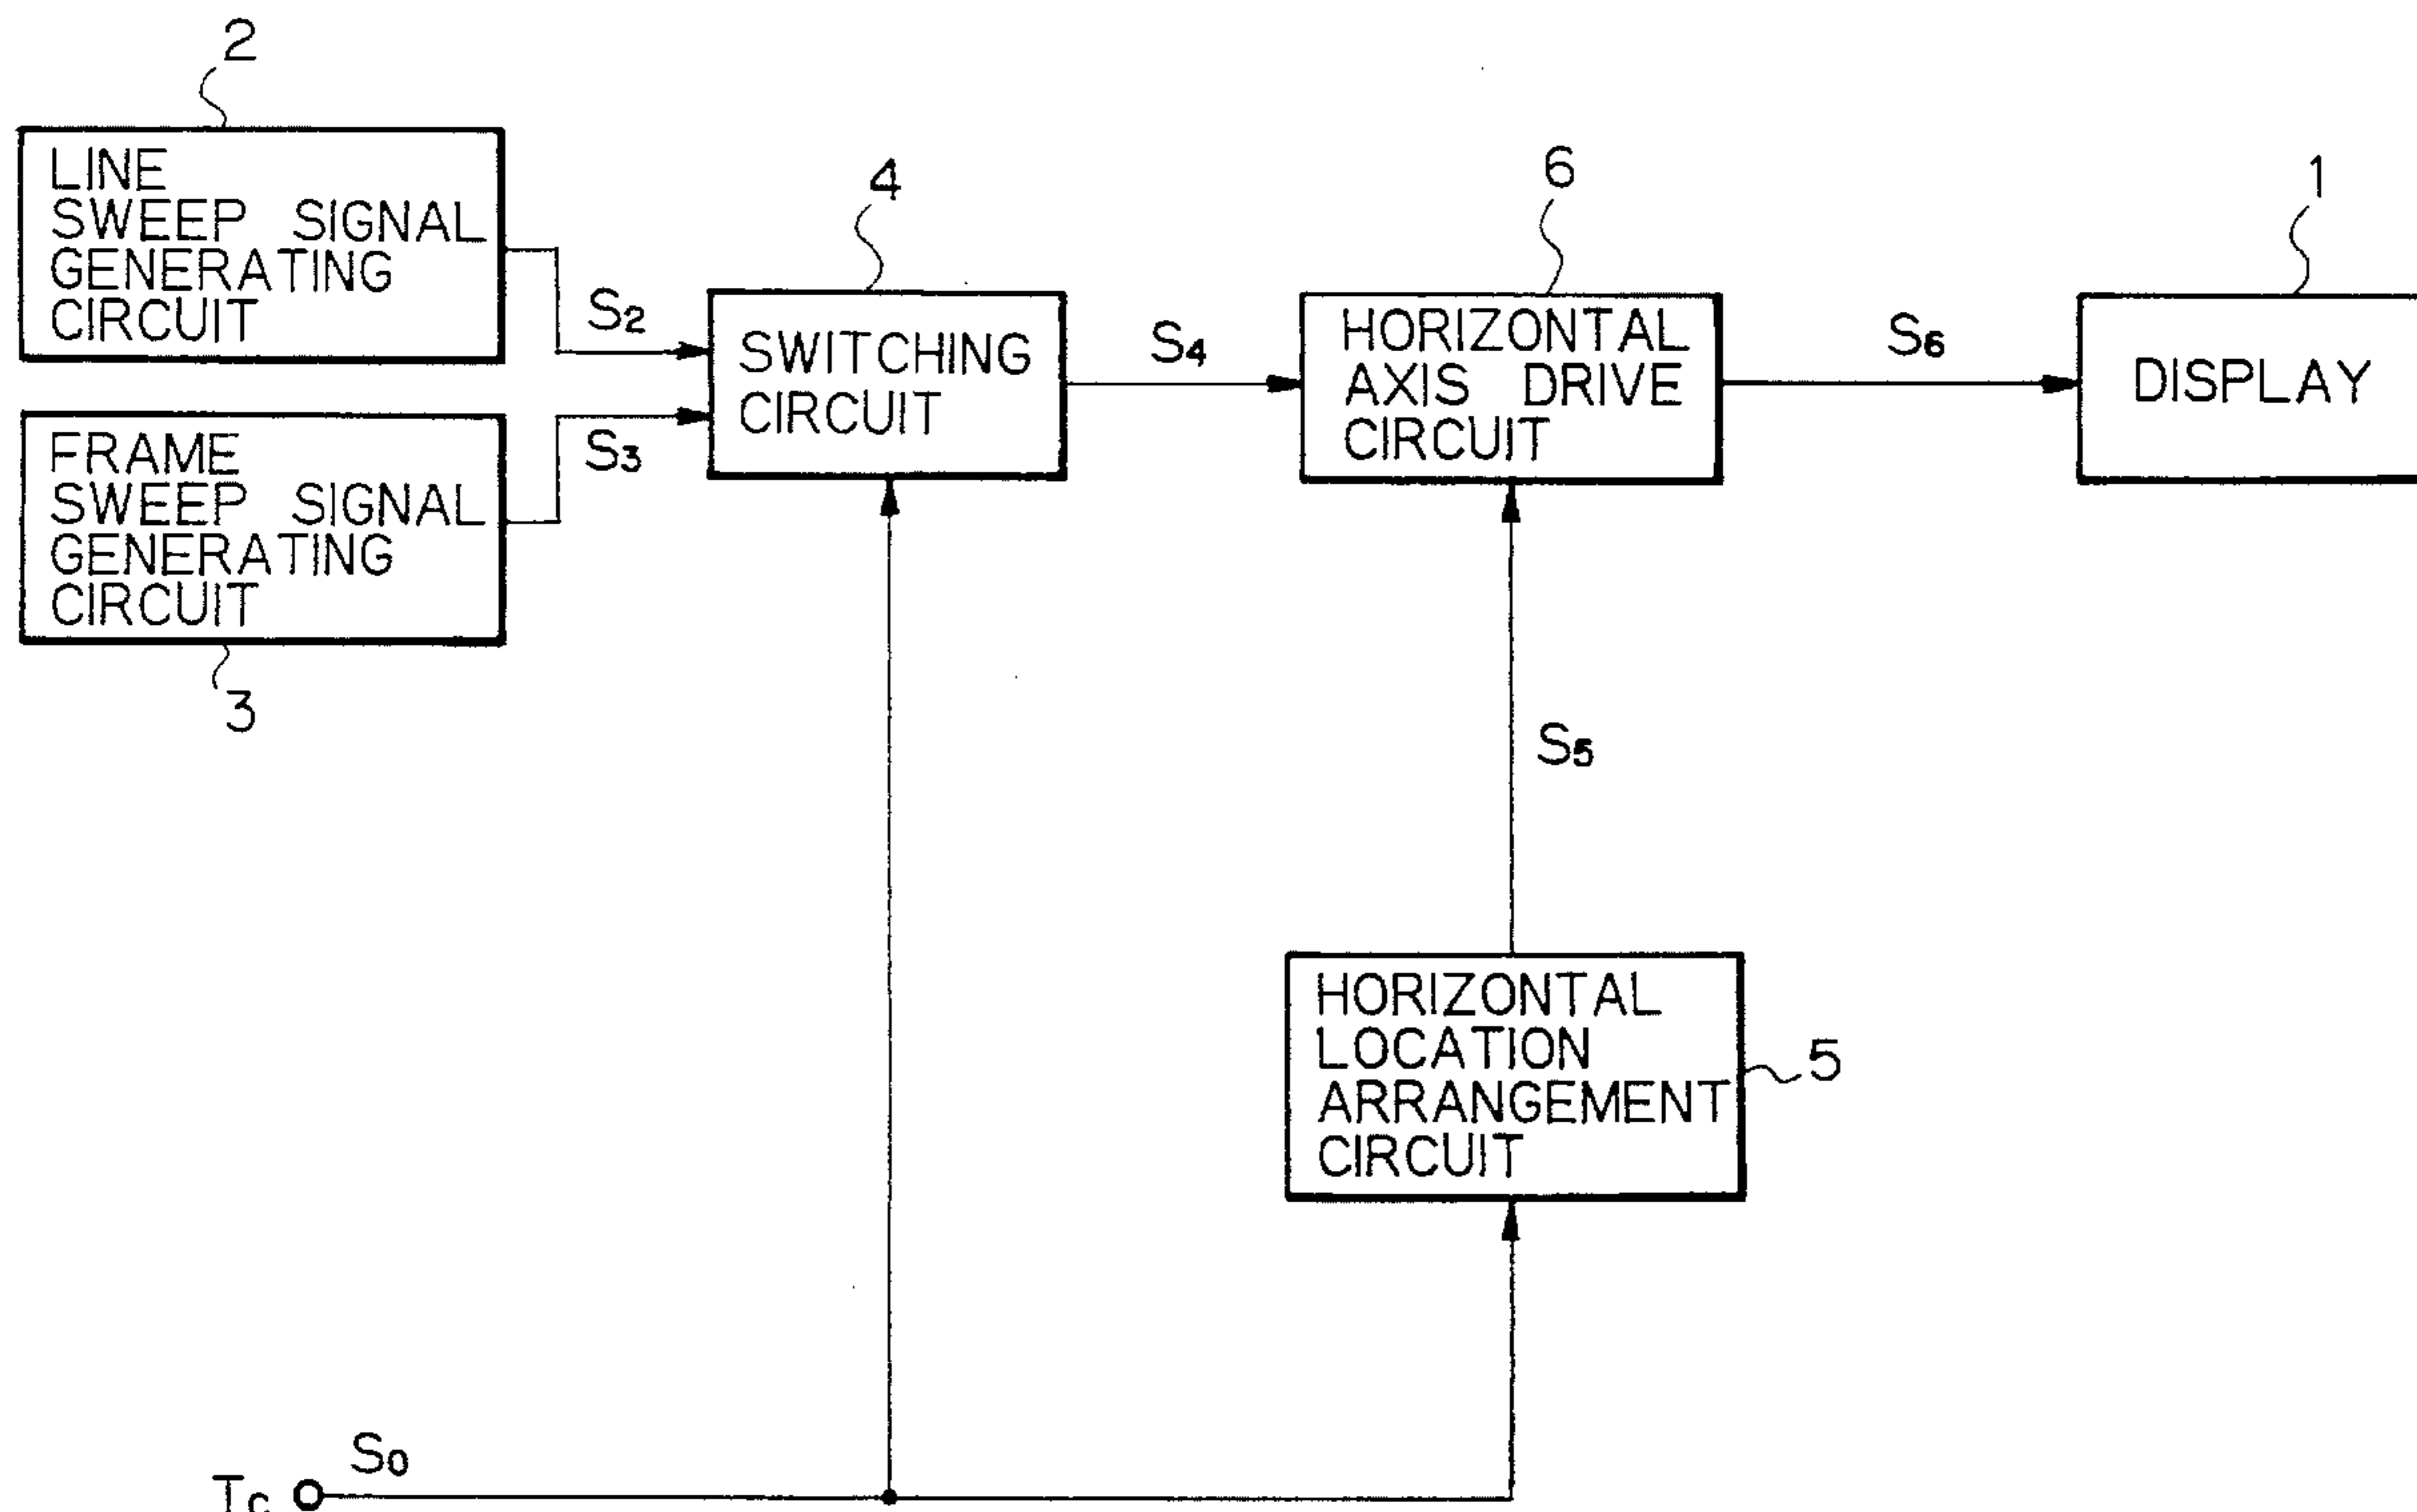 2
LINE
SWEEP SIGNAL
GENERATING
CIRCUIT
S2
4
SWITCHING
CIRCUIT
S4
6
HORIZONTAL
AXIS DRIVE
CIRCUIT
S6
1
DISPLAY
FRAME
SWEEP SIGNAL
GENERATING
CIRCUIT
3
S3
S5
HORIZONTAL
LOCATION
ARRANGEMENT
CIRCUIT
5
S0
Tc